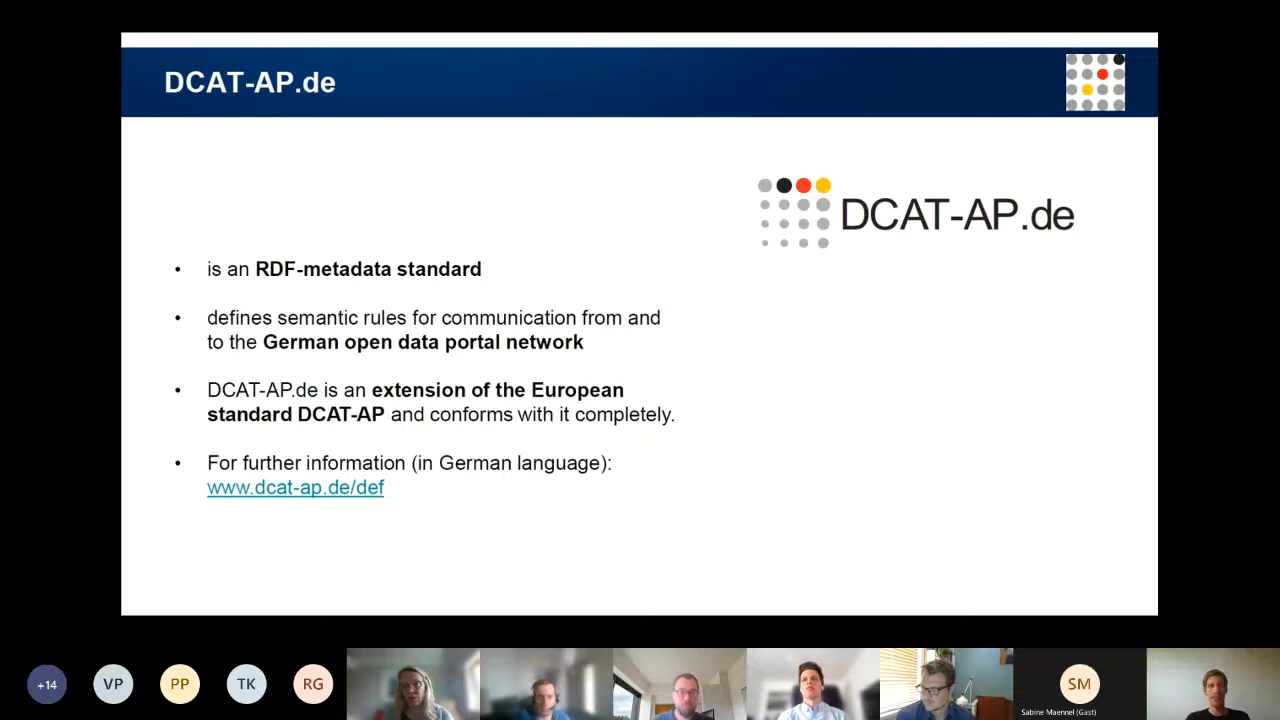 DCAT-AP.de
DCAT-AP.de
• is an RDF-metadata standard
• defines semantic rules for communication from and
to the German open data portal network
• DCAT-AP.de is an extension of the European
standard DCAT-AP and conforms with it completely.
• For further information (in German language):
www.dcat-ap.de/def
+14
VP
PP
TK
RG
SM
Sabine Maennel (Gast)